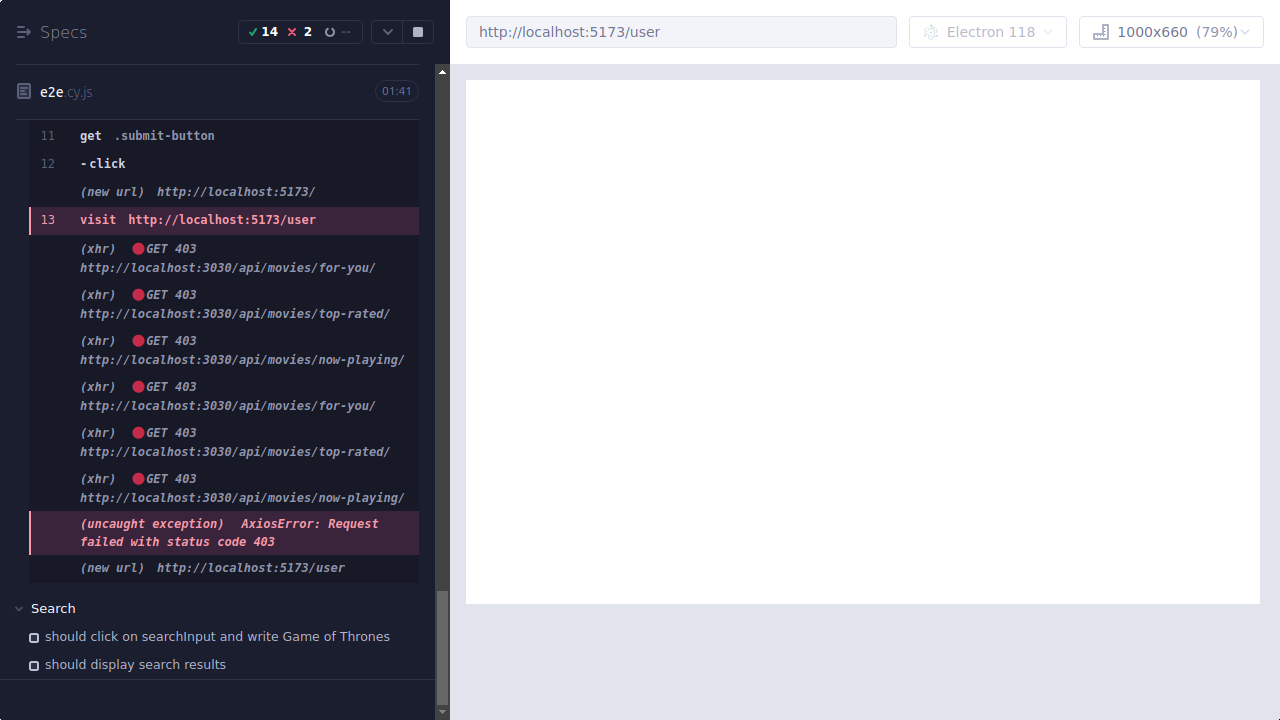 Specs
14 2 --
http://localhost:5173/user
Electron 118
1000x660 (79%)
e2e.cy.js 01:41
11 get .submit-button
12 -click
(new url) http://localhost:5173/
13 visit http://localhost:5173/user
(xhr) GET 403
http://localhost:3030/api/movies/for-you/
(xhr) GET 403
http://localhost:3030/api/movies/top-rated/
(xhr) GET 403
http://localhost:3030/api/movies/now-playing/
(xhr) GET 403
http://localhost:3030/api/movies/for-you/
(xhr) GET 403
http://localhost:3030/api/movies/top-rated/
(xhr) GET 403
http://localhost:3030/api/movies/now-playing/
(uncaught exception) AxiosError: Request
failed with status code 403
(new url) http://localhost:5173/user
Search
should click on searchInput and write Game of Thrones
should display search results